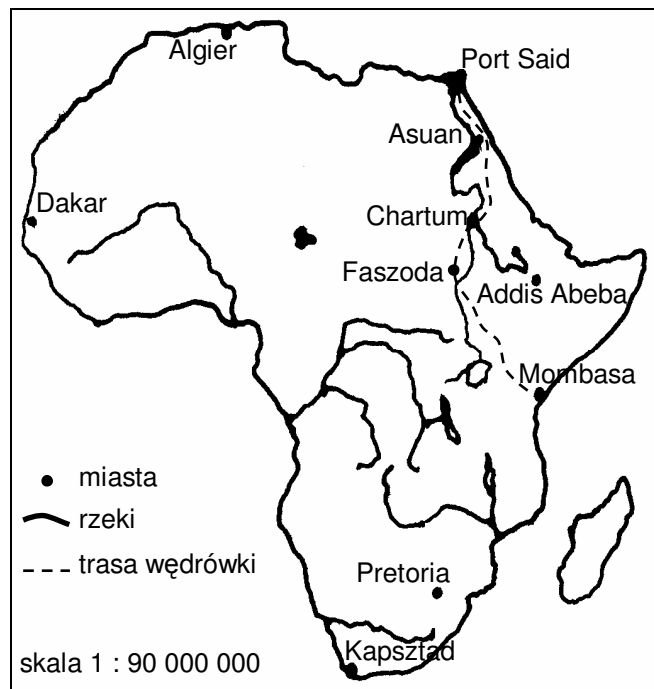 Algier
Port Said
Asuan
Dakar
Chartum
Faszoda
Addis Abeba
Mombasa
miasta
rzeki
trasa wędrówki
Pretoria
Kapsztad
skala 1 : 90 000 000